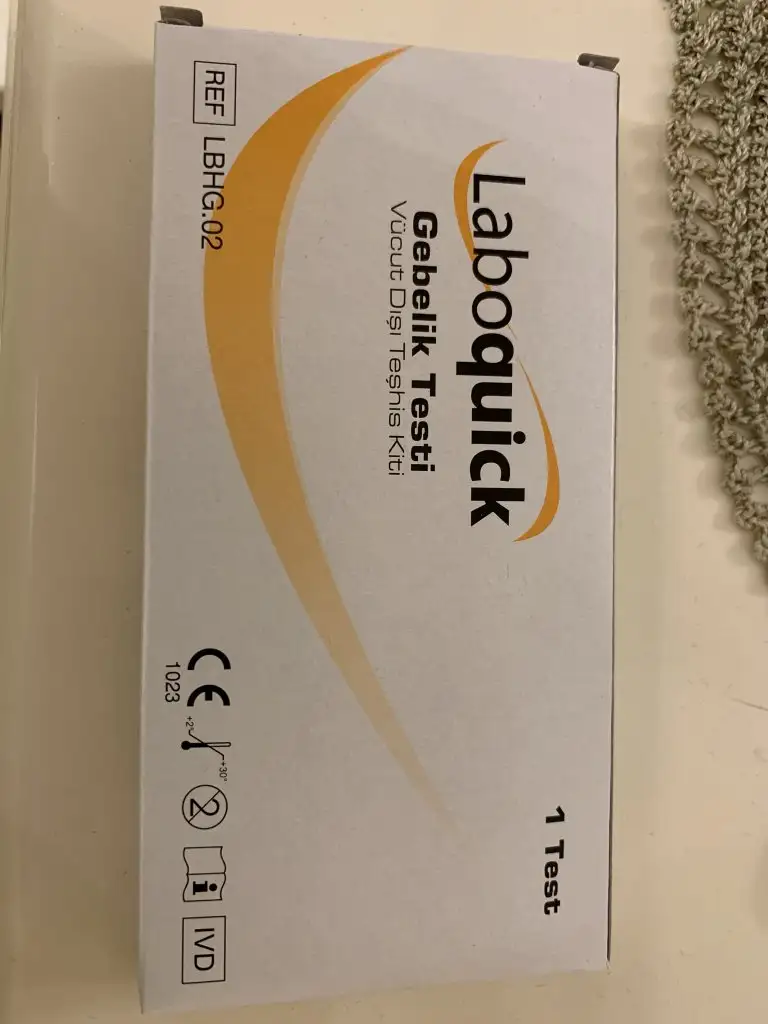 1 Test
Laboquick
Gebelik Testi
Vücut Dışı Teşhis Kiti
REF LBHG.02
CE
1023
+2°
+30°
2
i
IVD